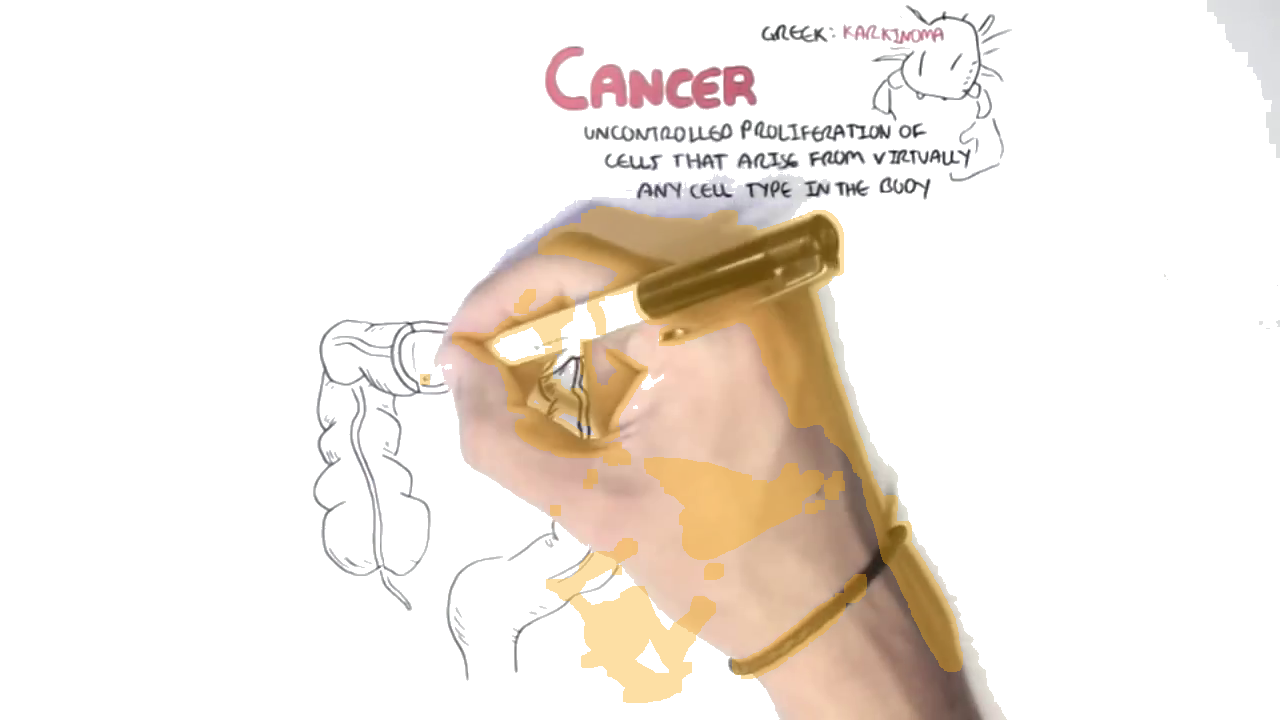 GREEK: KARKINOMA
CANCER
UNCONTROLLED PROLIFERATION OF
CELLS THAT ARISE FROM VIRTUALLY
ANY CELL TYPE IN THE BODY